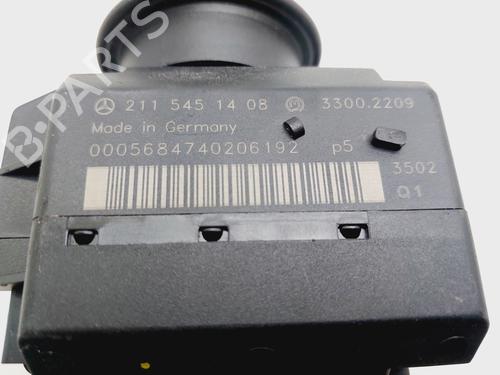 211 545 14 08 3300.2209
Made in Germany
0005684740206192 p5
3502
Q1
B-PARTS